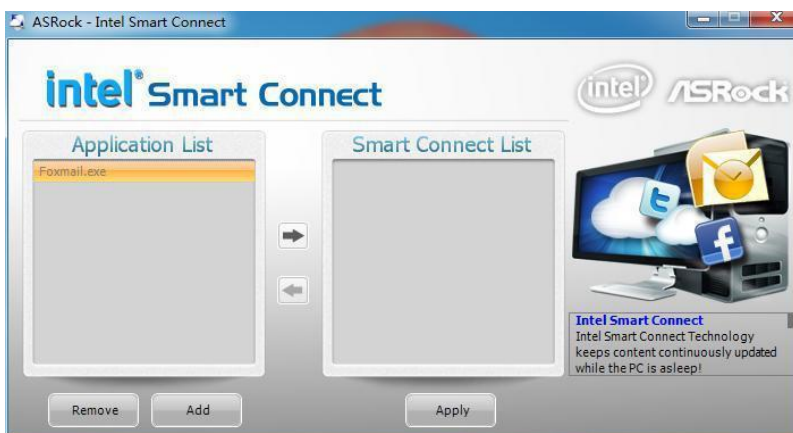 ASRock - Intel Smart Connect
intel® Smart Connect
intel® ASRock
Application List
Foxmail.exe
Smart Connect List
Intel Smart Connect
Intel Smart Connect Technology
keeps content continuously updated
while the PC is asleep!
Remove
Add
Apply